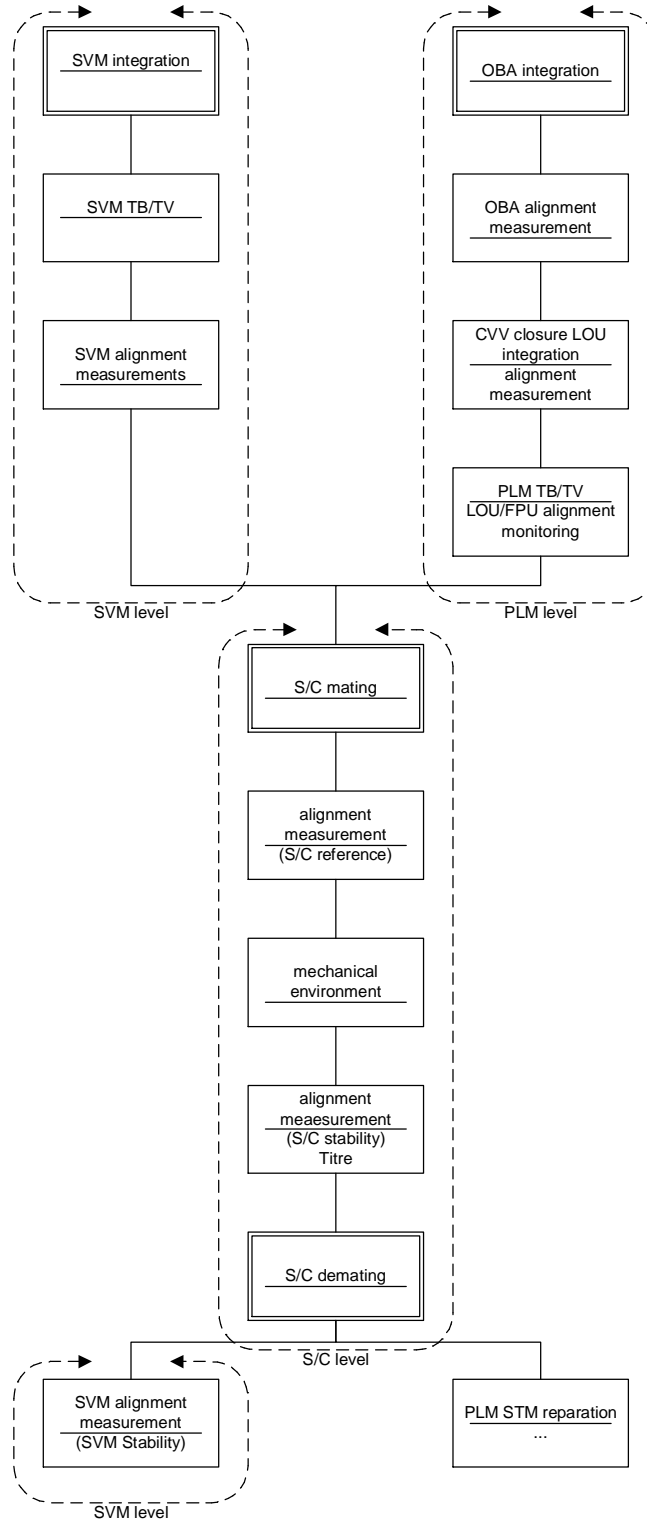 SVM integration
SVM TB/TV
SVM alignment
measurements
SVM level
OBA integration
OBA alignment
measurement
CVV closure LOU
integration
alignment
measurement
PLM TB/TV
LOU/FPU alignment
monitoring
PLM level
S/C mating
alignment
measurement
(S/C reference)
mechanical
environment
alignment
meaesurement
(S/C stability)
Titre
S/C demating
S/C level
SVM alignment
measurement
(SVM Stability)
SVM level
PLM STM reparation
...